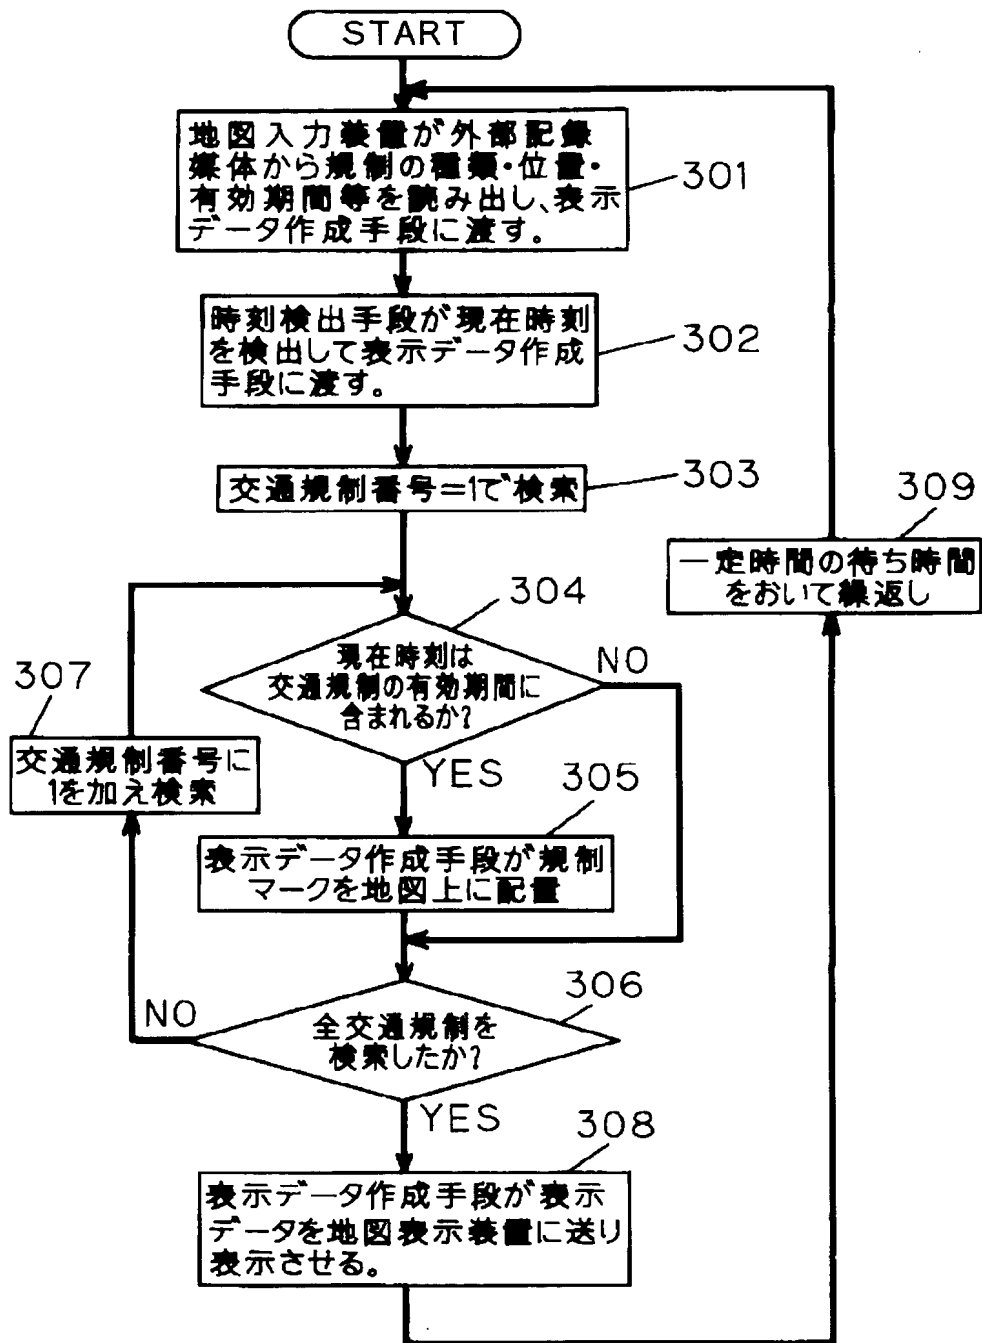 START
地図入力装置が外部記録
媒体から規制の種類・位置・
有効期間等を読み出し、表示
データ作成手段に渡す。
301
時刻検出手段が現在時刻
を検出して表示データ作成
手段に渡す。
302
交通規制番号=1で検索
303
309
一定時間の待ち時間
をおいて繰返し
304
現在時刻は
交通規制の有効期間に
含まれるか?
NO
307
交通規制番号に
1を加え検索
YES
305
表示データ作成手段が規制
マークを地図上に配置
306
全交通規制を
検索したか?
NO
YES
308
表示データ作成手段が表示
データを地図表示装置に送り
表示させる。